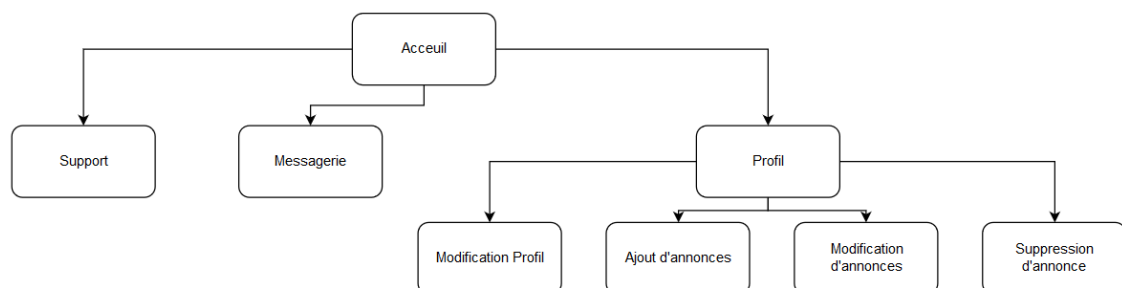 Acceuil
Support
Messagerie
Profil
Modification Profil
Ajout d'annonces
Modification
d'annonces
Suppression
d'annonce